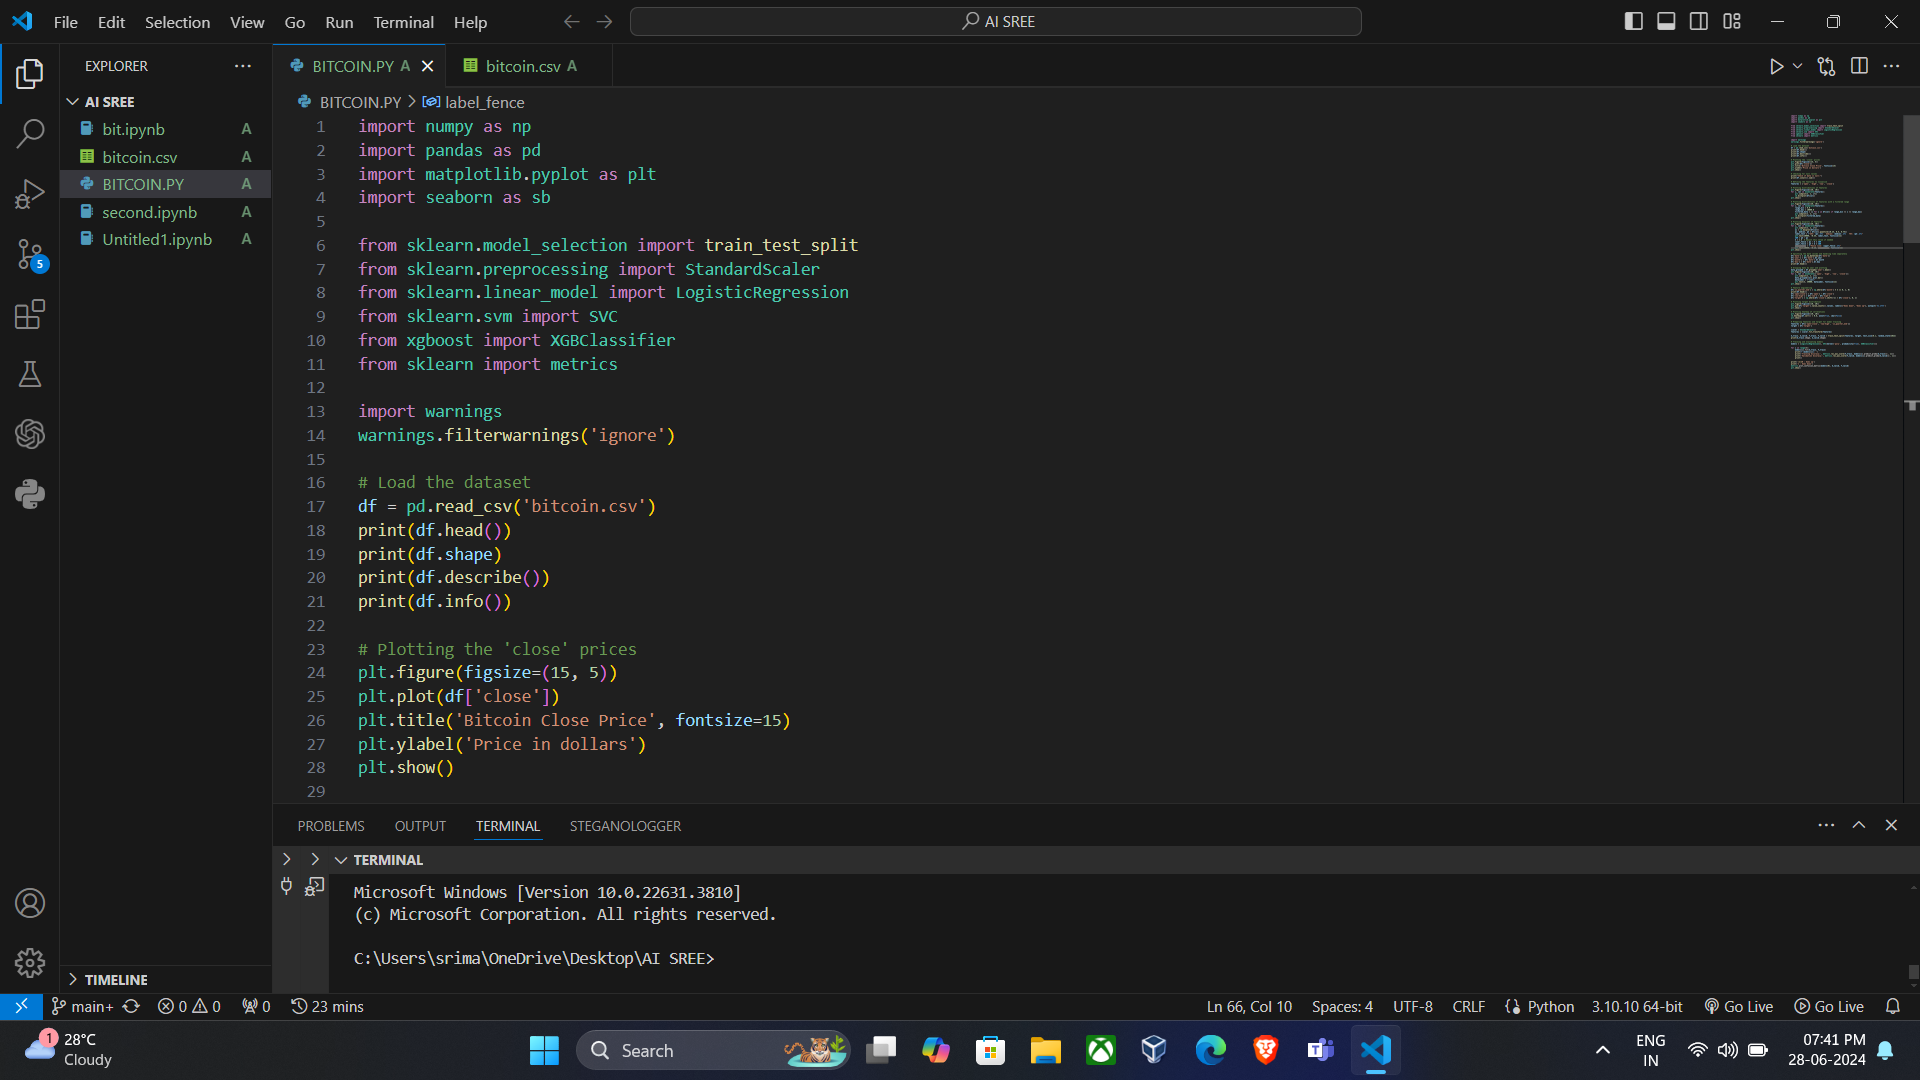 File Edit Selection View Go Run Terminal Help
AI SREE
EXPLORER
AI SREE
bit.ipynb A
bitcoin.csv A
BITCOIN.PY A
second.ipynb A
Untitled1.ipynb A
5
TIMELINE
BITCOIN.PY A
bitcoin.csv A
BITCOIN.PY > label_fence
1 import numpy as np
2 import pandas as pd
3 import matplotlib.pyplot as plt
4 import seaborn as sb
5
6 from sklearn.model_selection import train_test_split
7 from sklearn.preprocessing import StandardScaler
8 from sklearn.linear_model import LogisticRegression
9 from sklearn.svm import SVC
10 from xgboost import XGBClassifier
11 from sklearn import metrics
12
13 import warnings
14 warnings.filterwarnings('ignore')
15
16 # Load the dataset
17 df = pd.read_csv('bitcoin.csv')
18 print(df.head())
19 print(df.shape)
20 print(df.describe())
21 print(df.info())
22
23 # Plotting the 'close' prices
24 plt.figure(figsize=(15, 5))
25 plt.plot(df['close'])
26 plt.title('Bitcoin Close Price', fontsize=15)
27 plt.ylabel('Price in dollars')
28 plt.show()
29
PROBLEMS OUTPUT TERMINAL STEGANOLOGGER
TERMINAL
Microsoft Windows [Version 10.0.22631.3810]
(c) Microsoft Corporation. All rights reserved.
C:\Users\srima\OneDrive\Desktop\AI SREE>
main+ 0 0 0 23 mins
Ln 66, Col 10 Spaces: 4 UTF-8 CRLF Python 3.10.10 64-bit Go Live Go Live
1
28°C
Cloudy
Search
ENG
IN
07:41 PM
28-06-2024